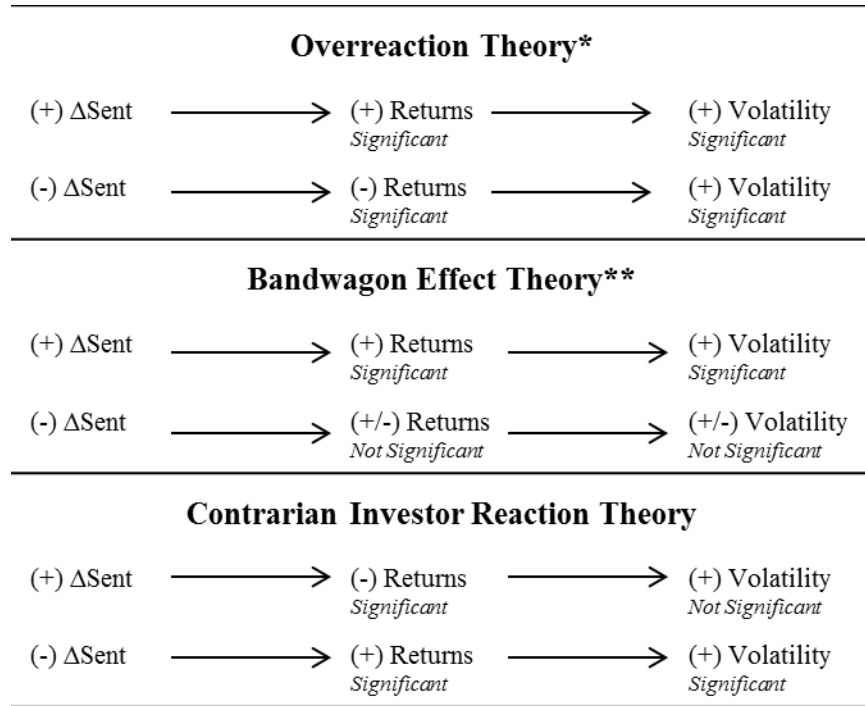 Overreaction Theory*
(+) ΔSent (+) Returns (+) Volatility
Significant Significant
(-) ΔSent (-) Returns (+) Volatility
Significant Significant
Bandwagon Effect Theory**
(+) ΔSent (+) Returns (+) Volatility
Significant Significant
(-) ΔSent (+/-) Returns (+/-) Volatility
Not Significant Not Significant
Contrarian Investor Reaction Theory
(+) ΔSent (-) Returns (+) Volatility
Significant Not Significant
(-) ΔSent (+) Returns (+) Volatility
Significant Significant